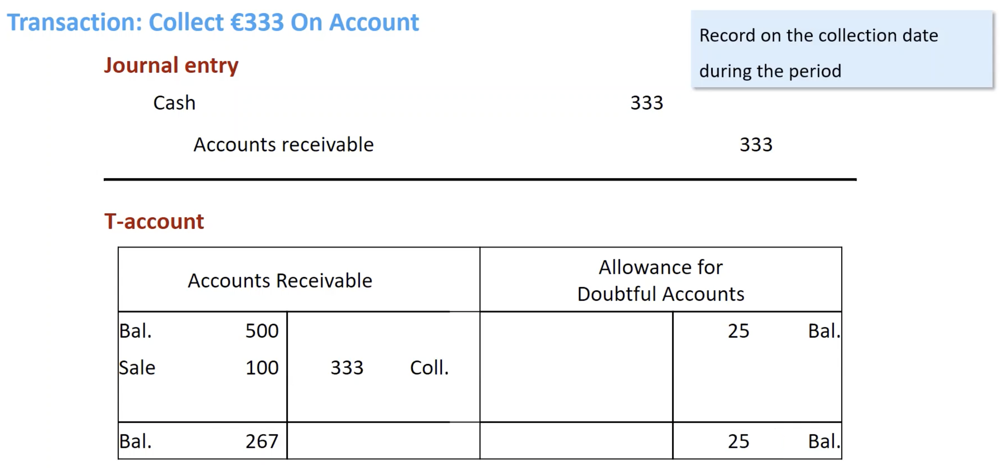 Transaction: Collect €333 On Account
Record on the collection date
during the period
Journal entry
Cash 333
Accounts receivable 333
T-account
Accounts Receivable
Allowance for
Doubtful Accounts
Bal. 500 25 Bal.
Sale 100 333 Coll.
Bal. 267 25 Bal.